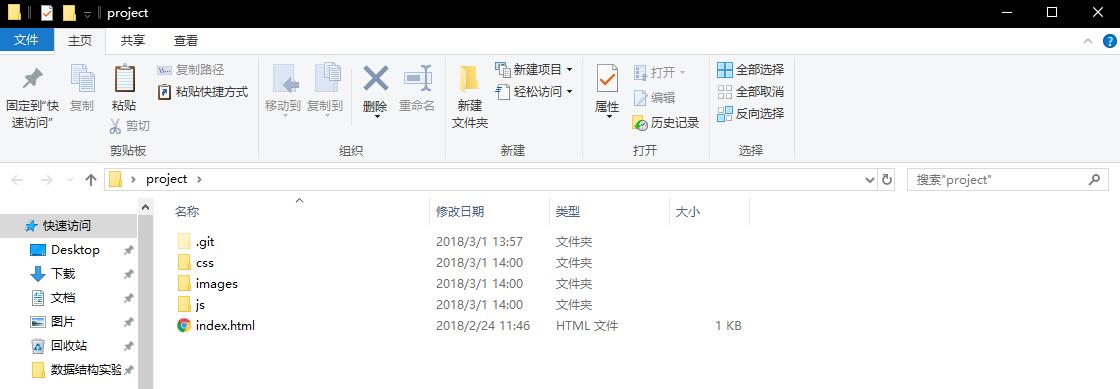 project
文件 主页 共享 查看
固定到"快速访问"
复制
粘贴
复制路径
粘贴快捷方式
剪切
剪贴板
移动到 复制到 删除 重命名
组织
新建文件夹
新建项目
轻松访问
新建
属性
打开
编辑
历史记录
打开
全部选择
全部取消
反向选择
选择
project
搜索"project"
快速访问
Desktop
下载
文档
图片
回收站
数据结构实验
名称 修改日期 类型 大小
.git 2018/3/1 13:57 文件夹
css 2018/3/1 14:00 文件夹
images 2018/3/1 14:00 文件夹
js 2018/3/1 14:00 文件夹
index.html 2018/2/24 11:46 HTML 文件 1 KB